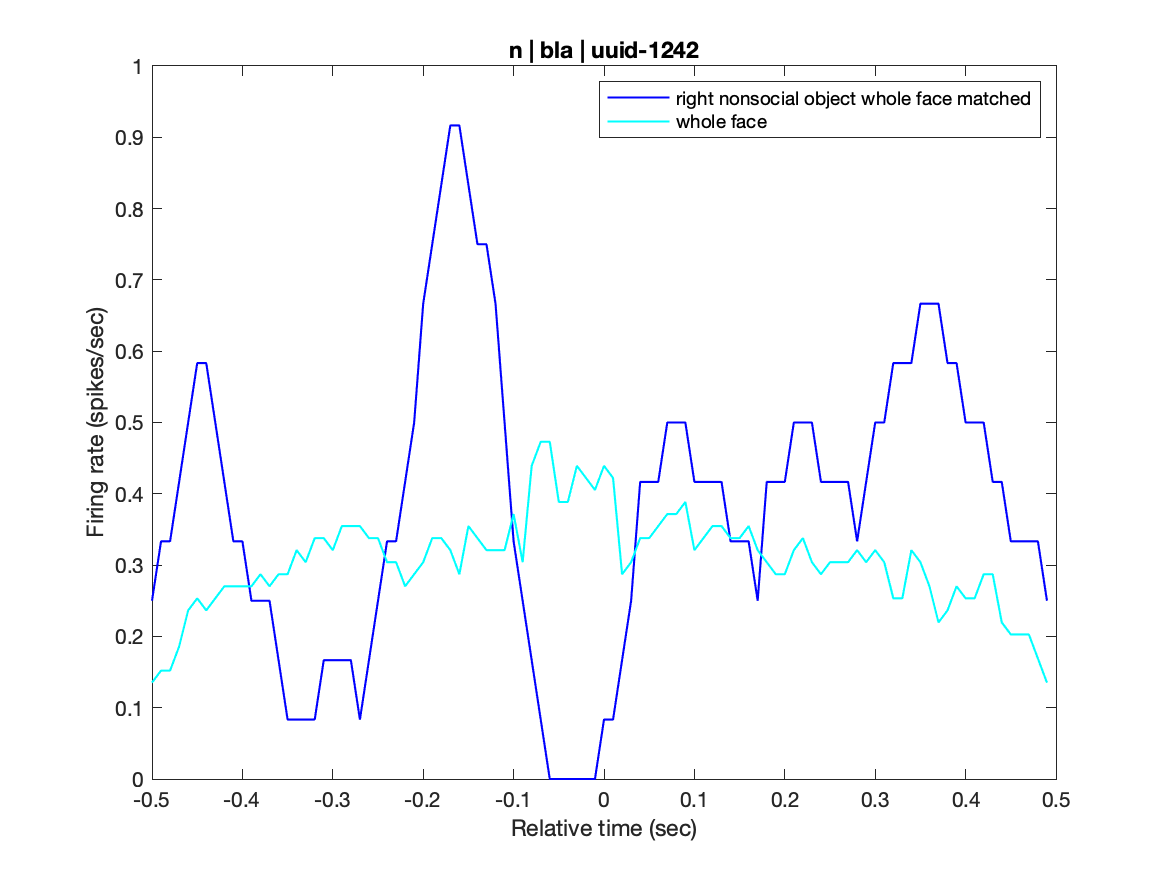 n | bla | uuid-1242
right nonsocial object whole face matched
whole face
Firing rate (spikes/sec)
1
0.9
0.8
0.7
0.6
0.5
0.4
0.3
0.2
0.1
0
-0.5 -0.4 -0.3 -0.2 -0.1 0 0.1 0.2 0.3 0.4 0.5
Relative time (sec)